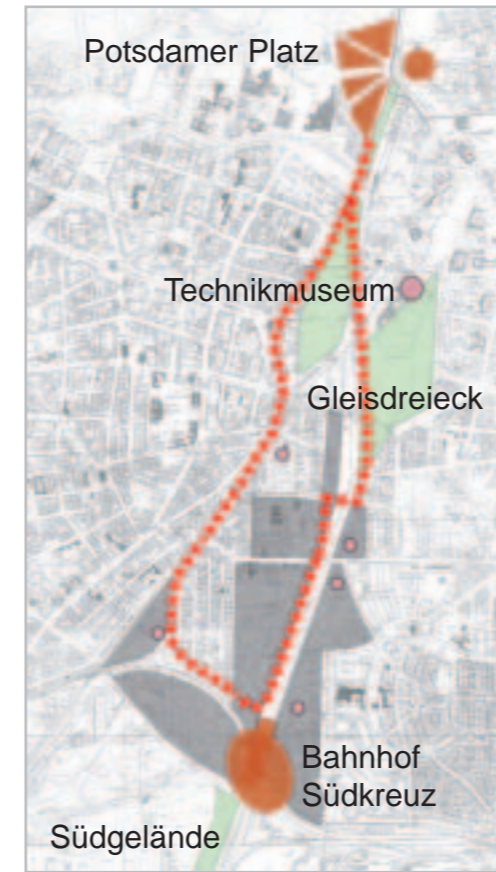 Potsdamer Platz
Technikmuseum
Gleisdreieck
Bahnhof
Südkreuz
Südgelände